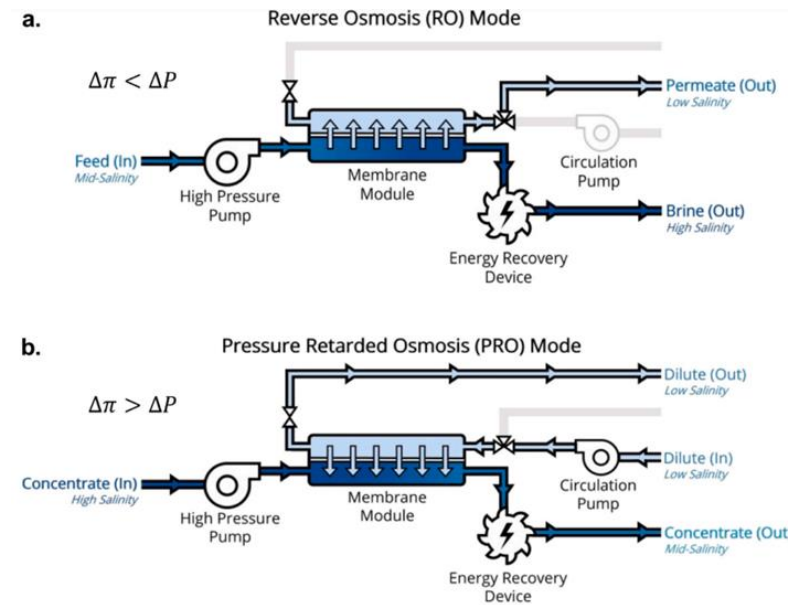 a.
Reverse Osmosis (RO) Mode
Δπ < ΔP
Permeate (Out)
Low Salinity
Feed (In)
Mid-Salinity
High Pressure
Pump
Membrane
Module
Circulation
Pump
Brine (Out)
High Salinity
Energy Recovery
Device
b.
Pressure Retarded Osmosis (PRO) Mode
Dilute (Out)
Low Salinity
Δπ > ΔP
Dilute (In)
Low Salinity
Concentrate (In)
High Salinity
High Pressure
Pump
Membrane
Module
Circulation
Pump
Concentrate (Out
Mid-Salinity
Energy Recovery
Device